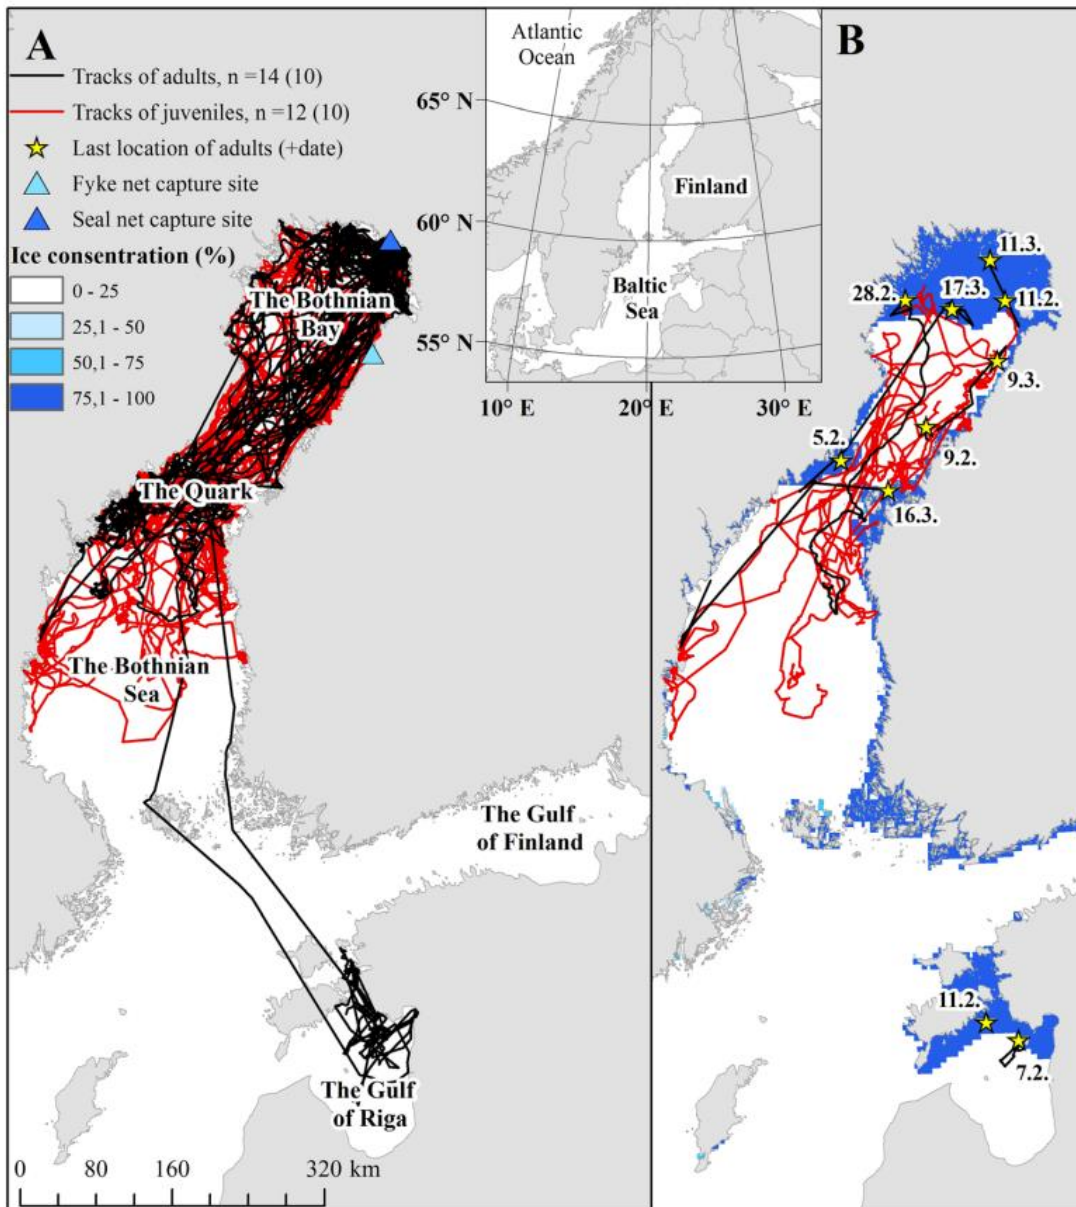 A
Tracks of adults, n =14 (10)
Tracks of juveniles, n =12 (10)
Last location of adults (+date)
Fyke net capture site
Seal net capture site
Ice consentration (%)
0 - 25
25,1 - 50
50,1 - 75
75,1 - 100
The Bothnian
Bay
The Quark
The Bothnian
Sea
The Gulf
of Finland
The Gulf
of Riga
0 80 160 320 km
Atlantic
Ocean
65° N
60° N
55° N
Finland
Baltic
Sea
10° E
20° E
30° E
B
11.3.
28.2.
17.3.
11.2.
9.3.
5.2.
9.2.
16.3.
11.2.
7.2.